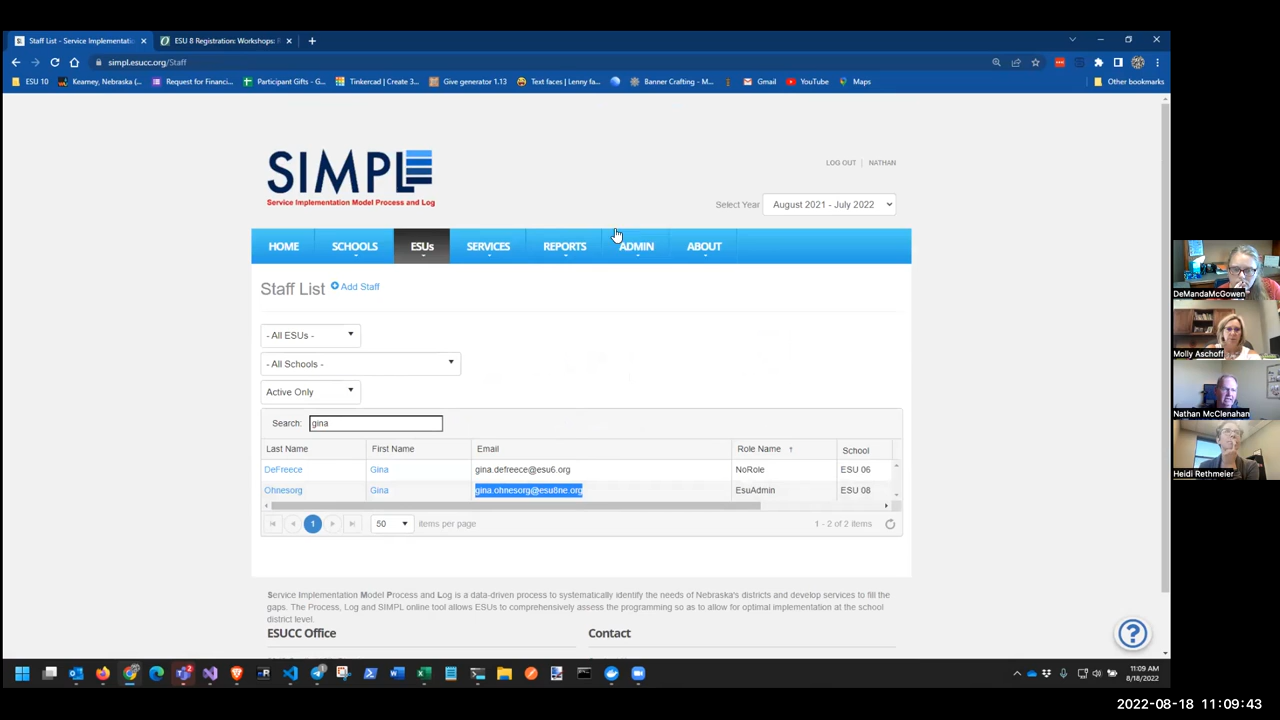 Staff List - Service Implementatic
ESU 8 Registration: Workshops:
simpl.esucc.org/Staff
ESU 10
Kearney, Nebraska (...
Request for Financi...
Participant Gifts - G...
Tinkercad | Create 3...
Give generator 1.13
Text faces | Lenny fa...
Banner Crafting - M...
Gmail
YouTube
Maps
Other bookmarks
SIMPL
Service Implementation Model Process and Log
LOG OUT
NATHAN
Select Year
August 2021 - July 2022
HOME
SCHOOLS
ESUs
SERVICES
REPORTS
ADMIN
ABOUT
Staff List
Add Staff
- All ESUs -
- All Schools -
Active Only
Search:
gina
Last Name
First Name
Email
Role Name ↑
School
DeFreece
Gina
gina.defreece@esu6.org
NoRole
ESU 06
Ohnesorg
Gina
gina.ohnesorg@esu8ne.org
EsuAdmin
ESU 08
1
50
items per page
1 - 2 of 2 items
Service Implementation Model Process and Log is a data-driven process to systematically identify the needs of Nebraska's districts and develop services to fill the
gaps. The Process, Log and SIMPL online tool allows ESUs to comprehensively assess the programming so as to allow for optimal implementation at the school
district level.
ESUCC Office
Contact
?
DeMandaMcGowen
Molly Aschoff
Nathan McClenahan
Heidi Rethmeier
11:09 AM
8/18/2022
2022-08-18 11:09:43